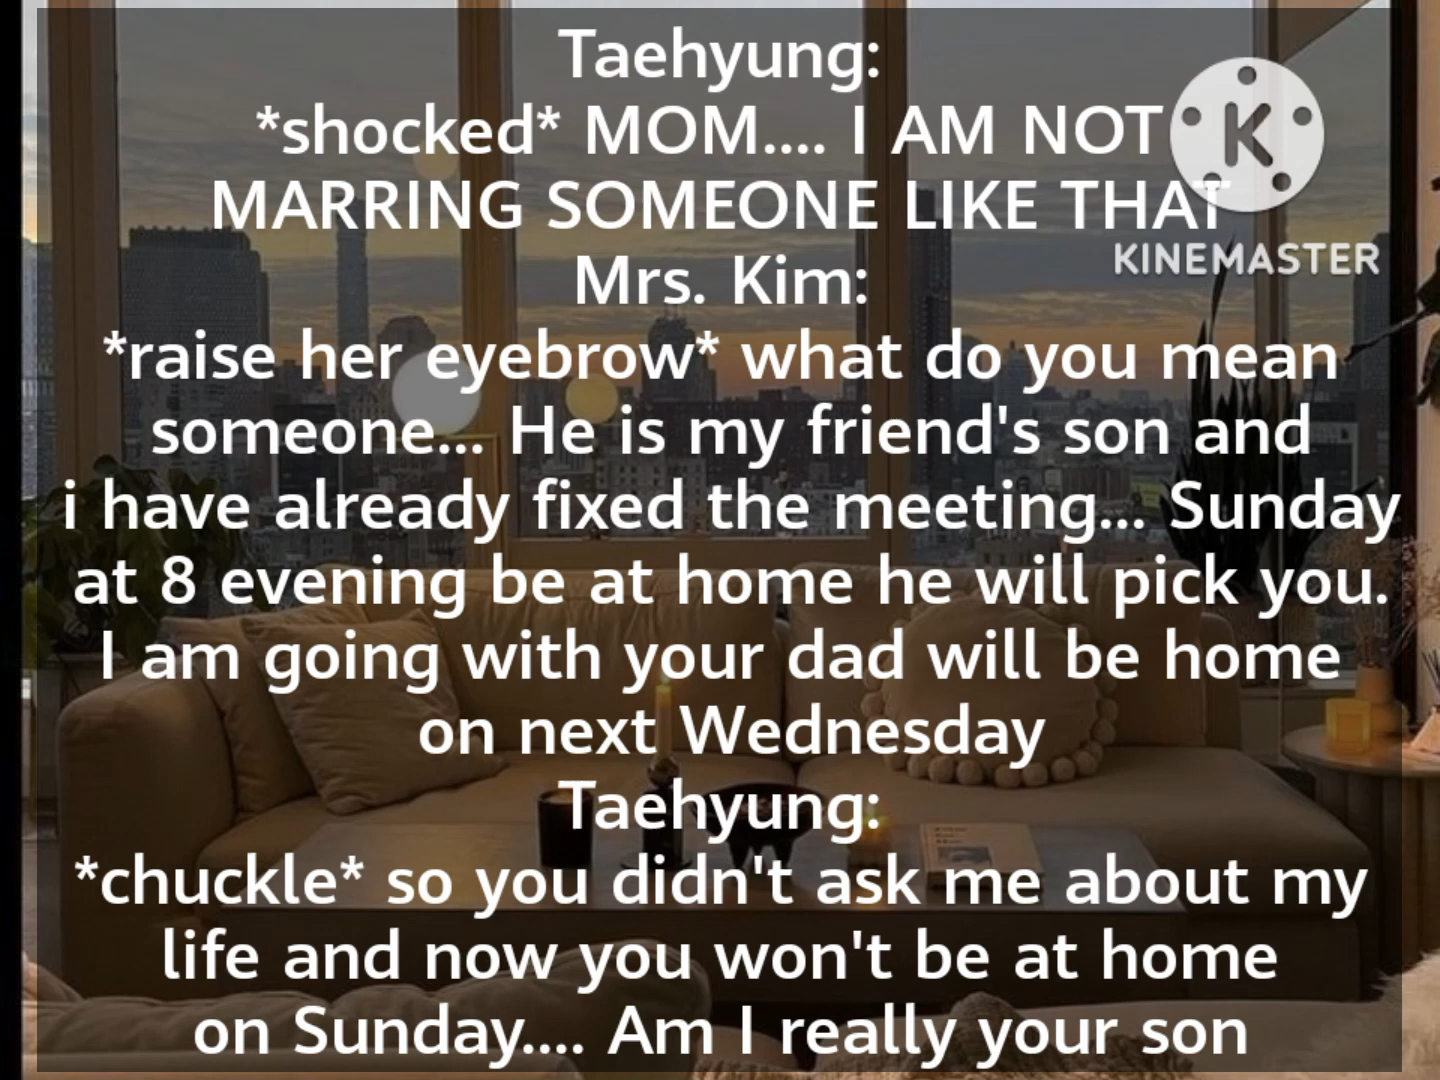 Taehyung:
*shocked* MOM.... I AM NOT
MARRING SOMEONE LIKE THAT
K
KINEMASTER
Mrs. Kim:
*raise her eyebrow* what do you mean
someone... He is my friend's son and
i have already fixed the meeting... Sunday
at 8 evening be at home he will pick you.
I am going with your dad will be home
on next Wednesday
Taehyung:
*chuckle* so you didn't ask me about my
life and now you won't be at home
on Sunday.... Am I really your son